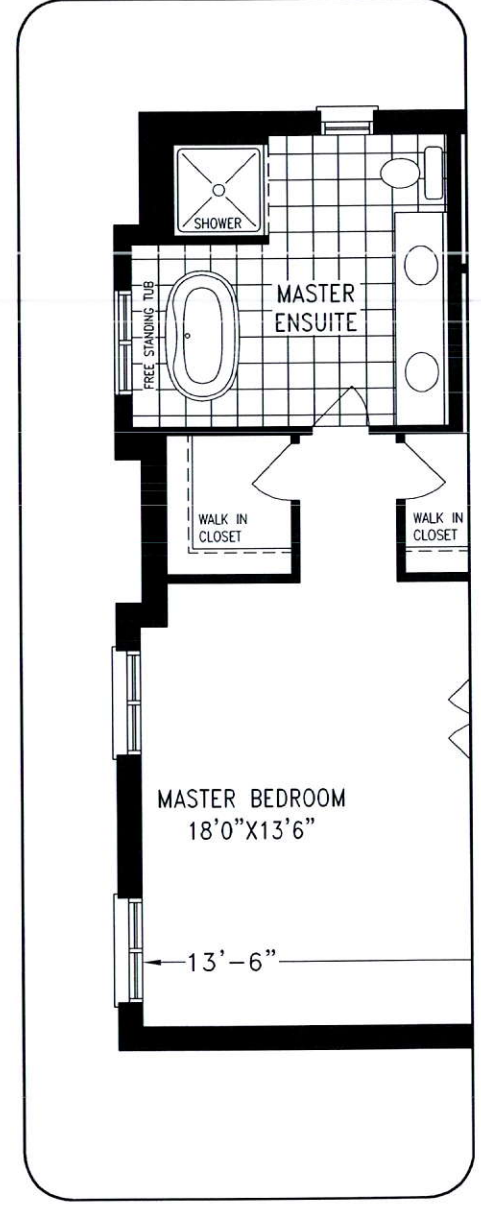 SHOWER
FREE STANDING TUB
MASTER
ENSUITE
WALK IN
CLOSET
WALK IN
CLOSET
MASTER BEDROOM
18'0"X13'6"
13'-6"